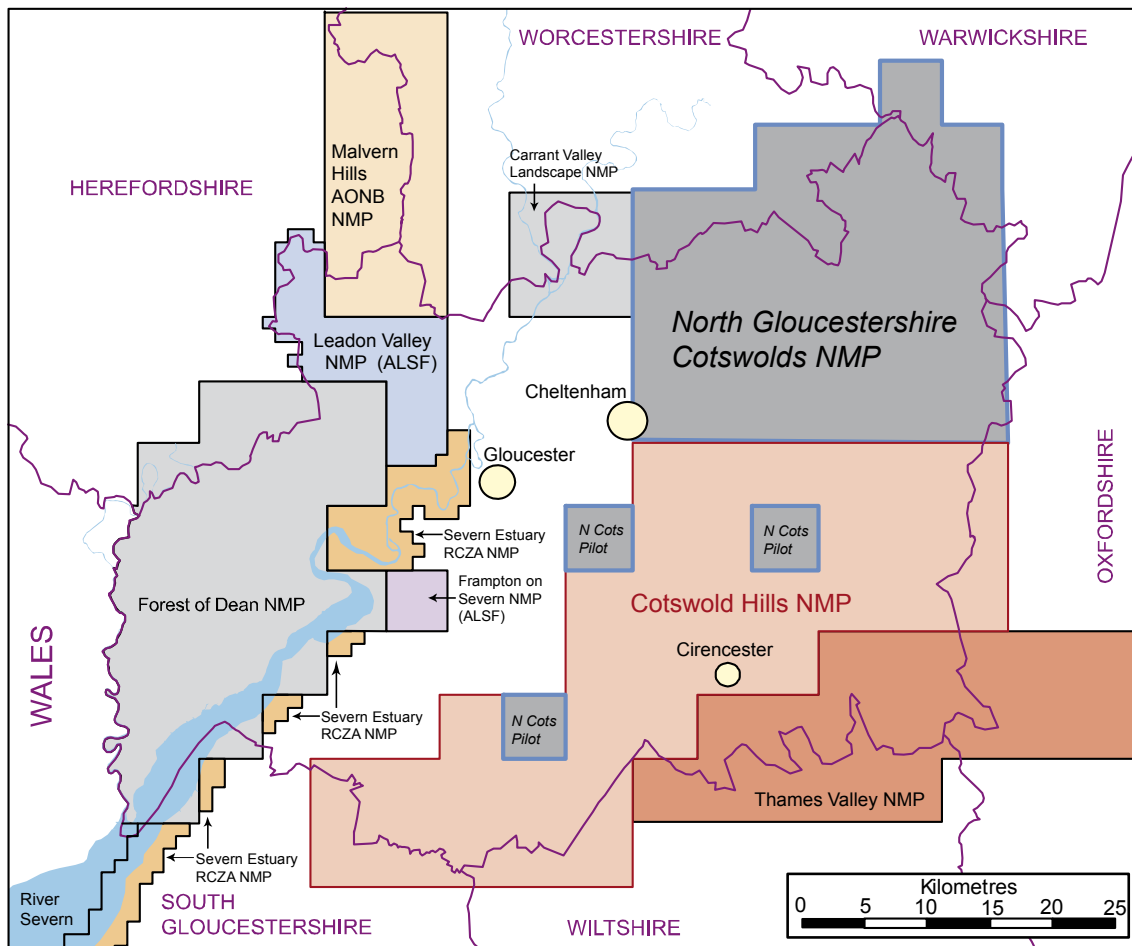 WORCESTERSHIRE
WARWICKSHIRE
HEREFORDSHIRE
Malvern
Hills
AONB
NMP
Carrant Valley
Landscape NMP
North Gloucestershire
Cotswolds NMP
Leadon Valley
NMP (ALSF)
Cheltenham
Gloucester
OXFORDSHIRE
N Cots
Pilot
N Cots
Pilot
Severn Estuary
RCZA NMP
Frampton on
Severn NMP
(ALSF)
Forest of Dean NMP
Cotswold Hills NMP
WALES
Cirencester
Severn Estuary
RCZA NMP
N Cots
Pilot
Thames Valley NMP
Severn Estuary
RCZA NMP
River
Severn
SOUTH
GLOUCESTERSHIRE
WILTSHIRE
Kilometres
0 5 10 15 20 25